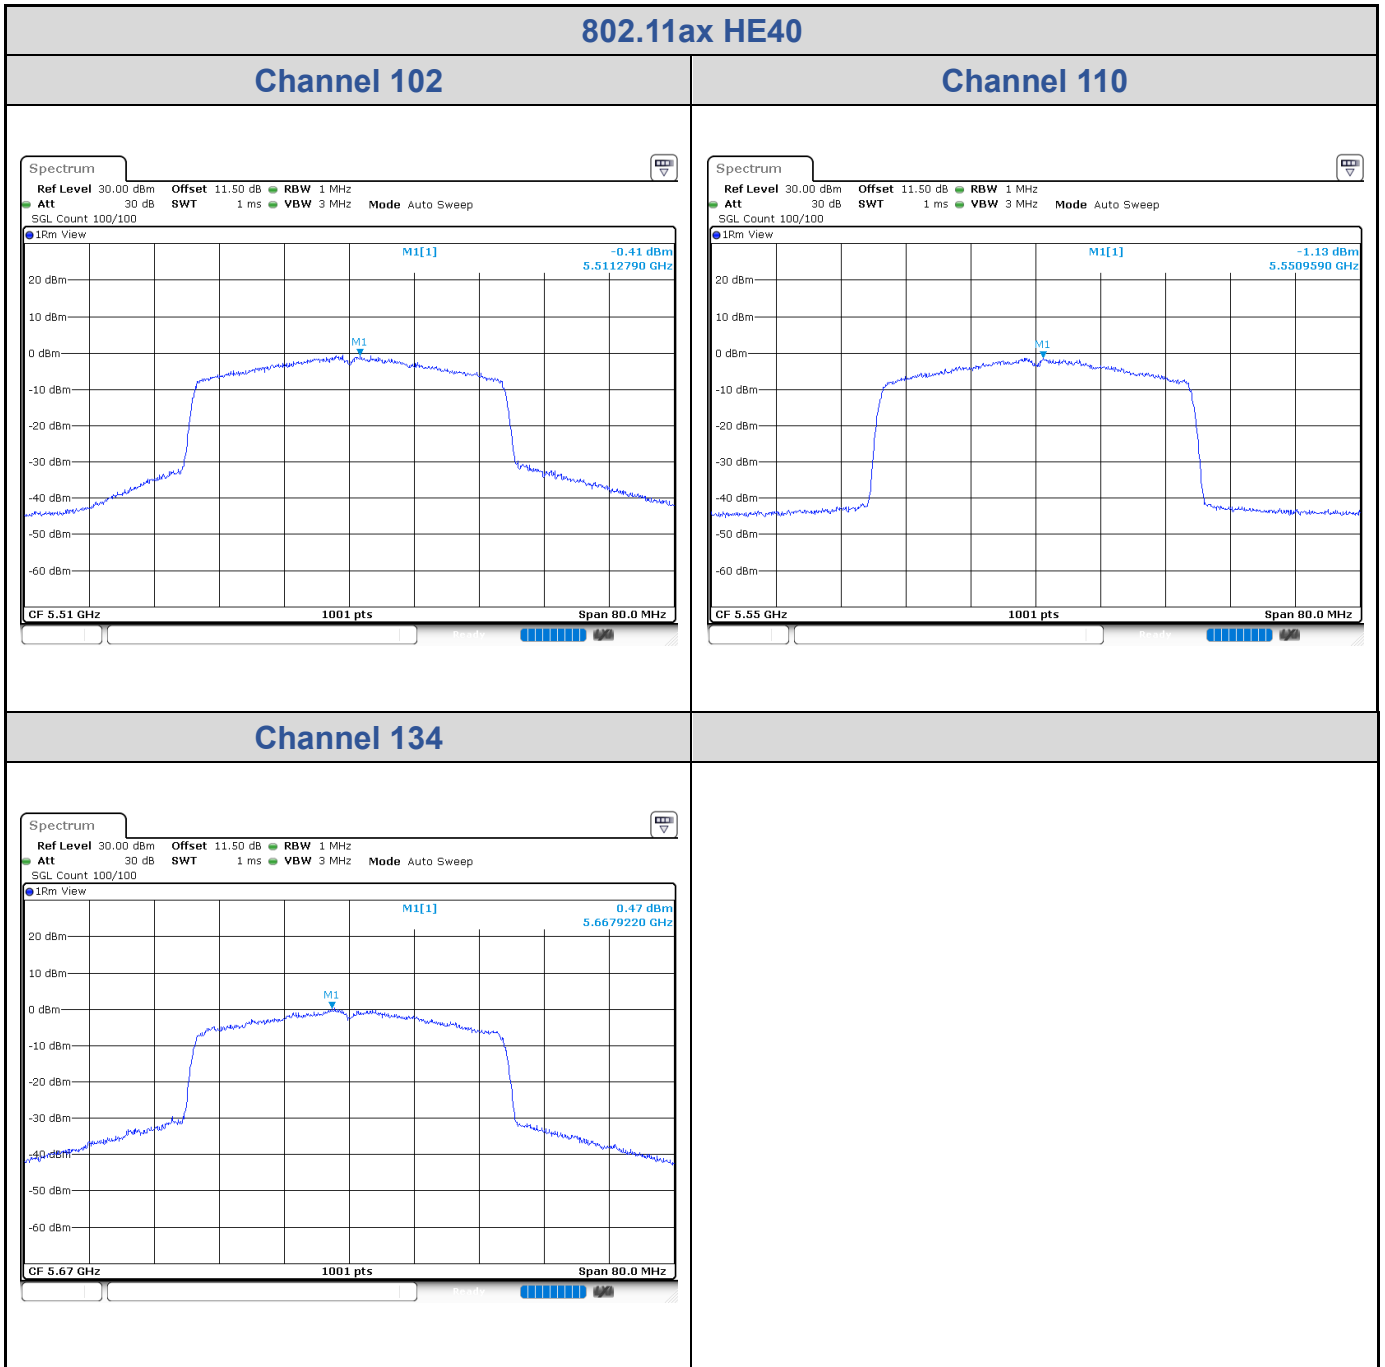 802.11ax HE40
Channel 102
Channel 110
Spectrum
Ref Level 30.00 dBm Offset 11.50 dB RBW 1 MHz
Att 30 dB SWT 1 ms VBW 3 MHz Mode Auto Sweep
SGL Count 100/100
1Rm View
M1[1] -0.41 dBm
5.5112790 GHz
20 dBm
10 dBm
M1
0 dBm
-10 dBm
-20 dBm
-30 dBm
-40 dBm
-50 dBm
-60 dBm
CF 5.51 GHz 1001 pts Span 80.0 MHz
Ready
Spectrum
Ref Level 30.00 dBm Offset 11.50 dB RBW 1 MHz
Att 30 dB SWT 1 ms VBW 3 MHz Mode Auto Sweep
SGL Count 100/100
1Rm View
M1[1] -1.13 dBm
5.5509590 GHz
20 dBm
10 dBm
M1
0 dBm
-10 dBm
-20 dBm
-30 dBm
-40 dBm
-50 dBm
-60 dBm
CF 5.55 GHz 1001 pts Span 80.0 MHz
Ready
Channel 134
Spectrum
Ref Level 30.00 dBm Offset 11.50 dB RBW 1 MHz
Att 30 dB SWT 1 ms VBW 3 MHz Mode Auto Sweep
SGL Count 100/100
1Rm View
M1[1] 0.47 dBm
5.6679220 GHz
20 dBm
10 dBm
M1
0 dBm
-10 dBm
-20 dBm
-30 dBm
-40 dBm
-50 dBm
-60 dBm
CF 5.67 GHz 1001 pts Span 80.0 MHz
Ready